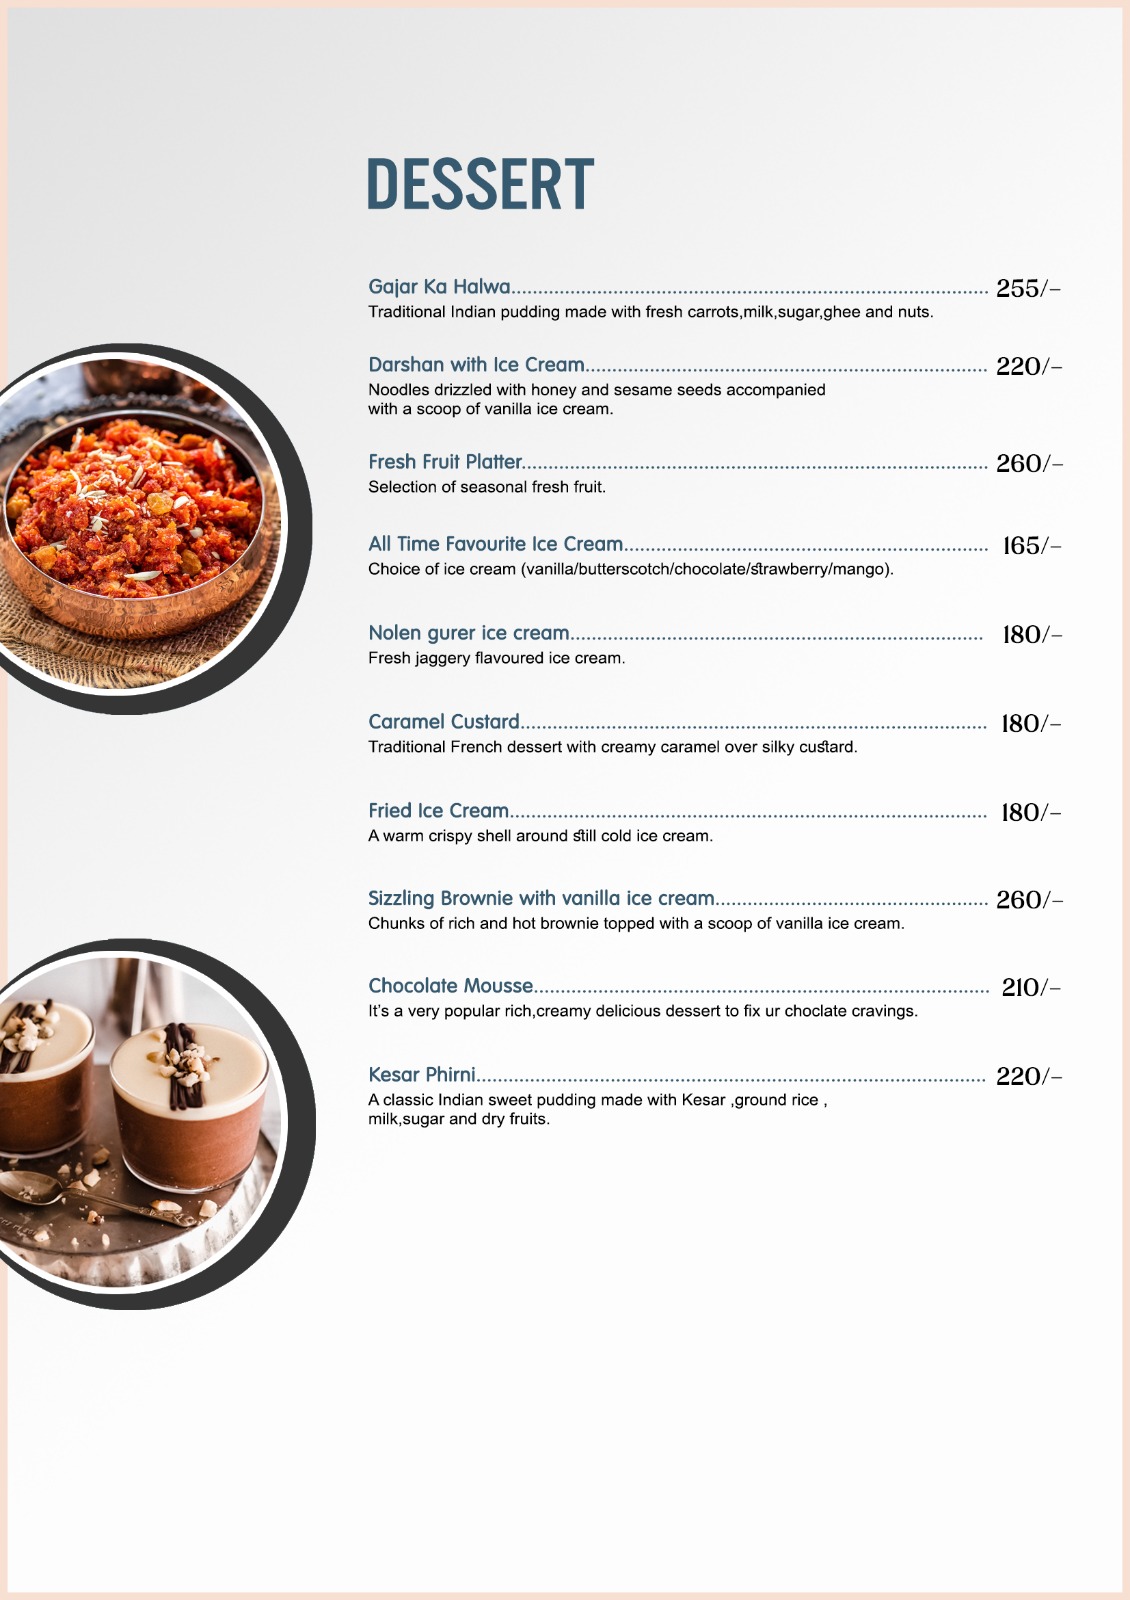 DESSERT
Gajar Ka Halwa........................................................................................ 255/-
Traditional Indian pudding made with fresh carrots,milk,sugar,ghee and nuts.
Darshan with Ice Cream.......................................................................... 220/-
Noodles drizzled with honey and sesame seeds accompanied
with a scoop of vanilla ice cream.
Fresh Fruit Platter..................................................................................... 260/-
Selection of seasonal fresh fruit.
All Time Favourite Ice Cream................................................................... 165/-
Choice of ice cream (vanilla/butterscotch/chocolate/strawberry/mango).
Nolen gurer ice cream............................................................................ 180/-
Fresh jaggery flavoured ice cream.
Caramel Custard...................................................................................... 180/-
Traditional French dessert with creamy caramel over silky custard.
Fried Ice Cream........................................................................................ 180/-
A warm crispy shell around still cold ice cream.
Sizzling Brownie with vanilla ice cream.................................................. 260/-
Chunks of rich and hot brownie topped with a scoop of vanilla ice cream.
Chocolate Mousse.................................................................................... 210/-
It's a very popular rich,creamy delicious dessert to fix ur choclate cravings.
Kesar Phirni.............................................................................................. 220/-
A classic Indian sweet pudding made with Kesar ,ground rice ,
milk,sugar and dry fruits.